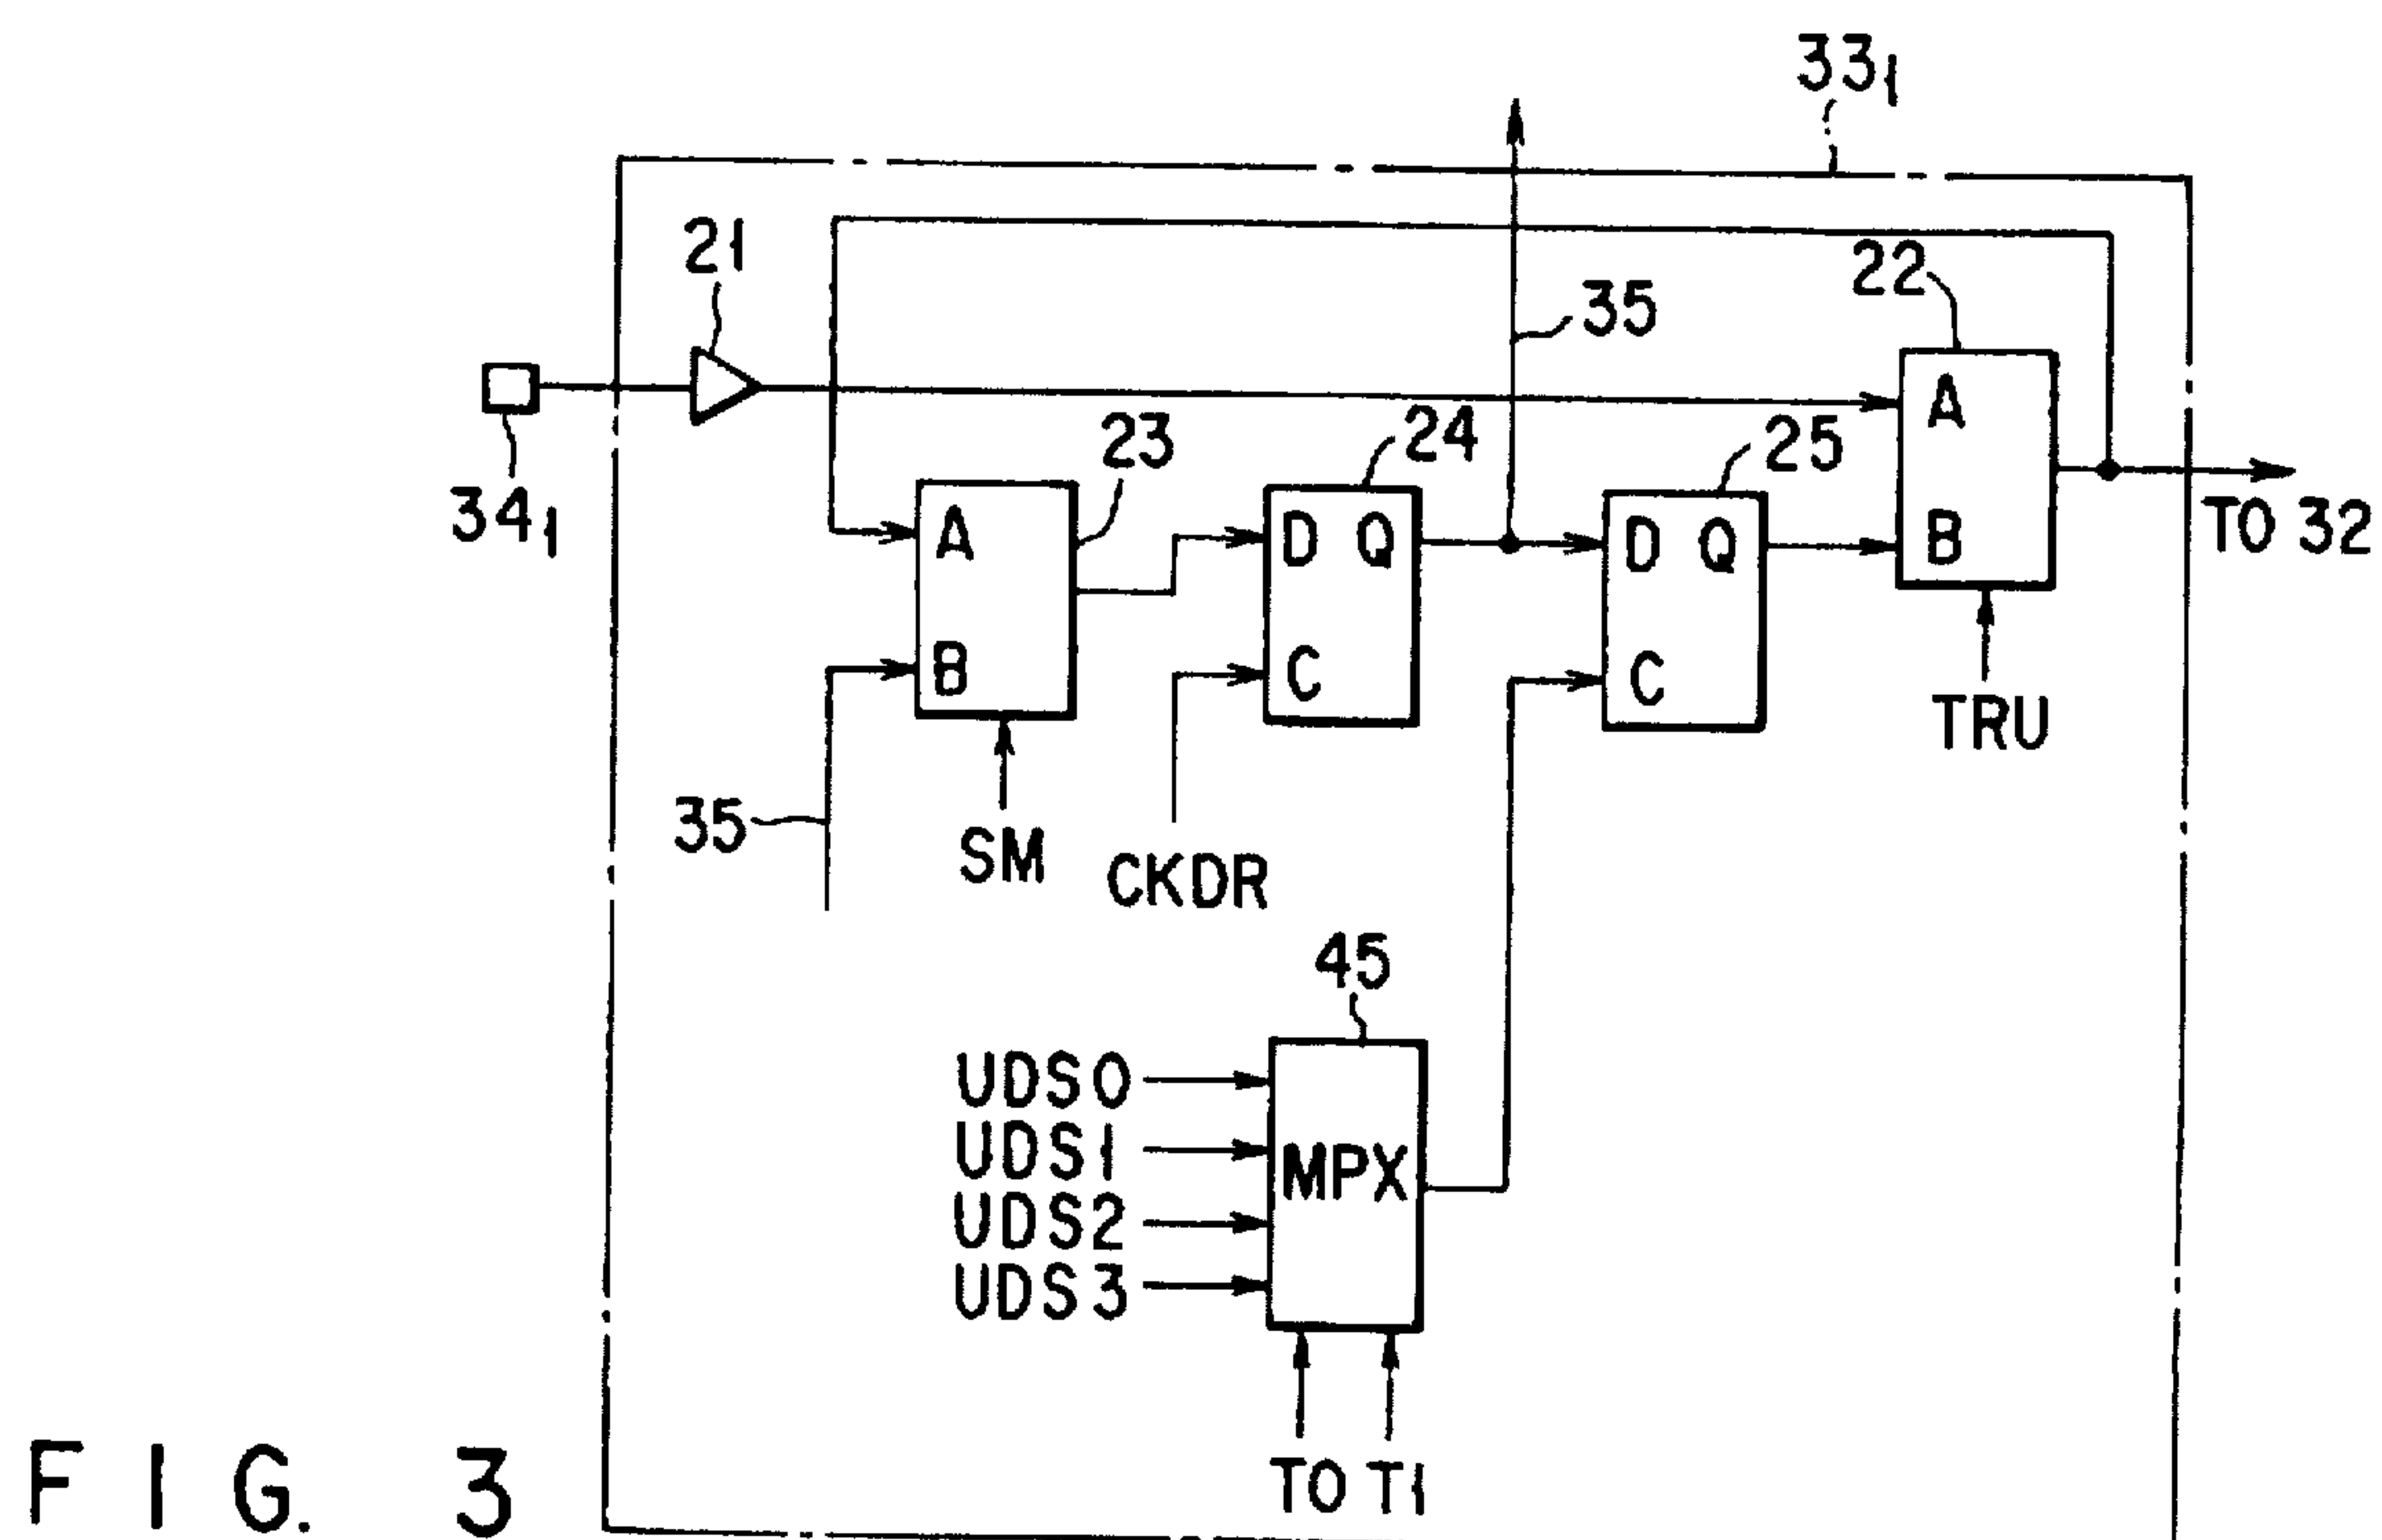 33₁
21
22
35
A
34₁
23
24
25
A
D Q
D Q
B
TO 32
B
C
C
TRU
35
SM
CKDR
45
UDS0
UDS1
MPX
UDS2
UDS3
T0 T1
FIG. 3